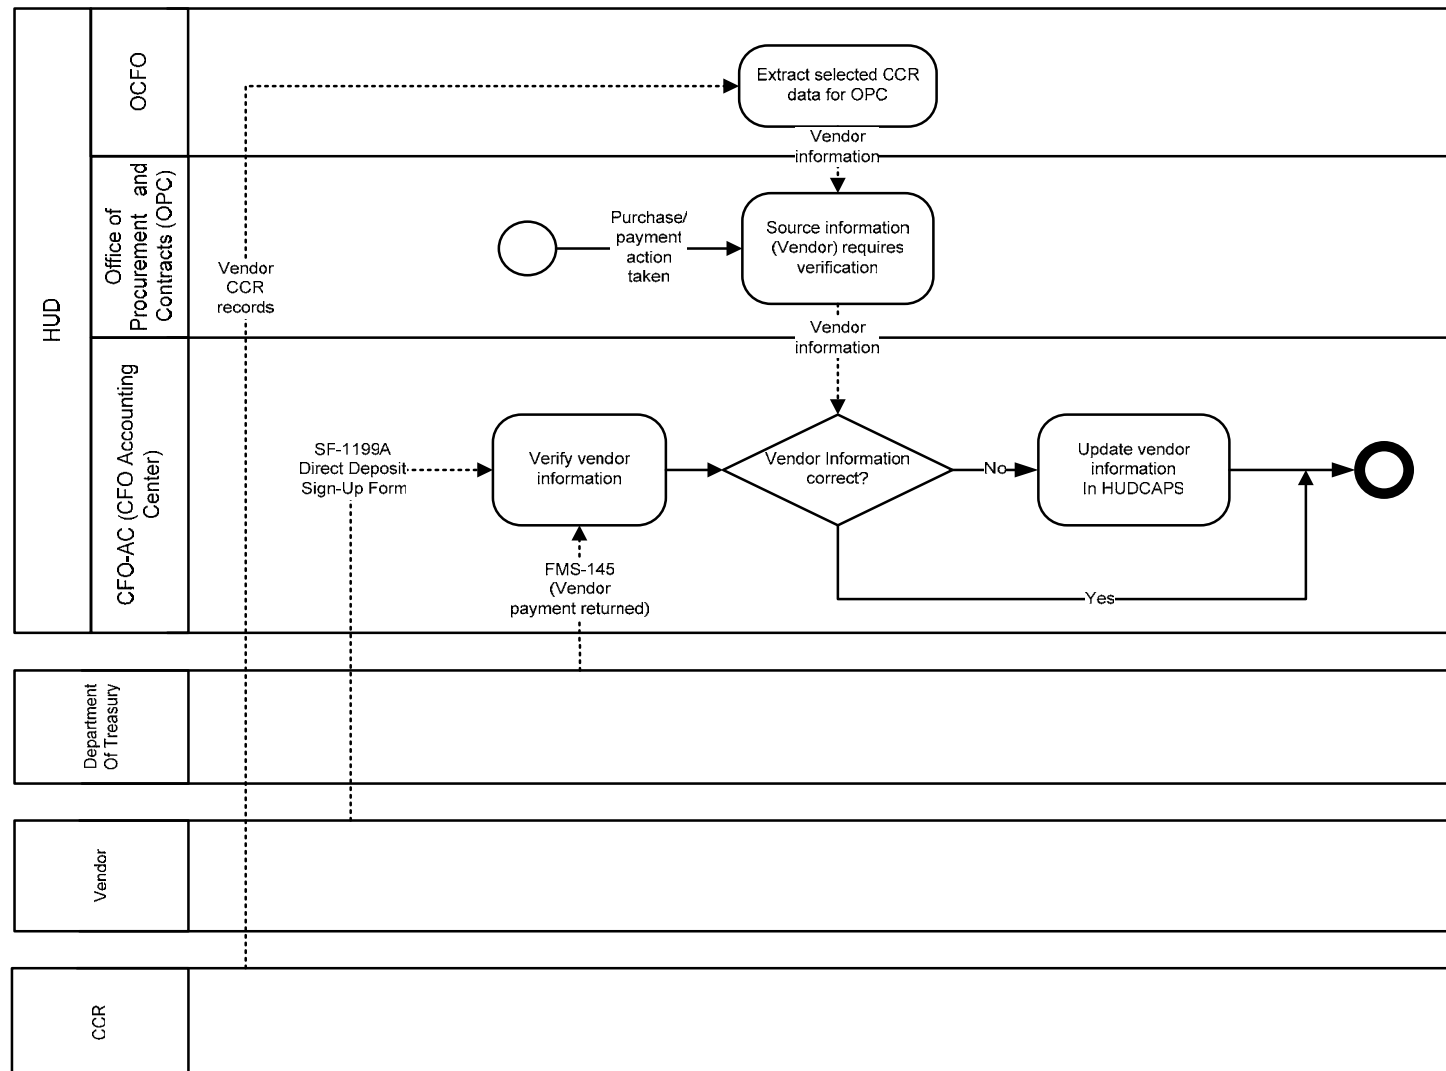 HUD
OCFO
Extract selected CCR
data for OPC
Vendor
information
Office of
Procurement and
Contracts (OPC)
Purchase/
payment
action
taken
Source information
(Vendor) requires
verification
Vendor
CCR
records
Vendor
information
CFO-AC (CFO Accounting
Center)
SF-1199A
Direct Deposit
Sign-Up Form
Verify vendor
information
Vendor Information
correct?
No
Update vendor
information
In HUDCAPS
FMS-145
(Vendor
payment returned)
Yes
Department
Of Treasury
Vendor
CCR